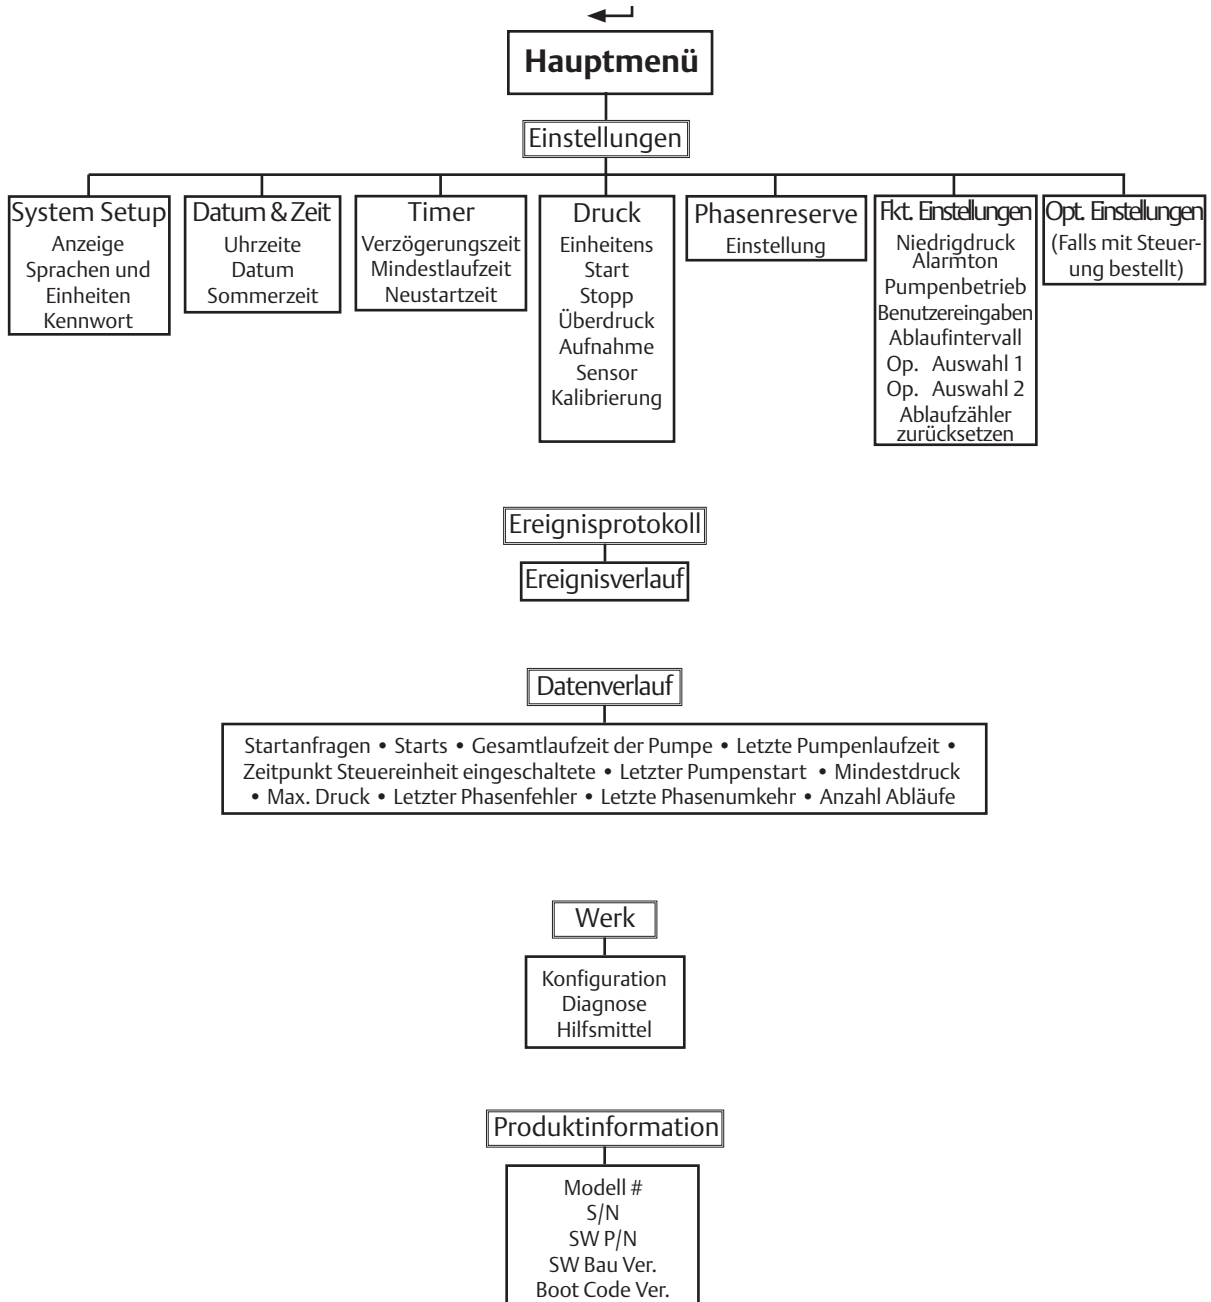 Hauptmenü
Einstellungen
System Setup
Anzeige
Sprachen und
Einheiten
Kennwort
Datum & Zeit
Uhrzeite
Datum
Sommerzeit
Timer
Verzögerungszeit
Mindestlaufzeit
Neustartzeit
Druck
Einheitens
Start
Stopp
Überdruck
Aufnahme
Sensor
Kalibrierung
Phasenreserve
Einstellung
Fkt. Einstellungen
Niedrigdruck
Alarmton
Pumpenbetrieb
Benutzereingaben
Ablaufintervall
Op. Auswahl 1
Op. Auswahl 2
Ablaufzähler
zurücksetzen
Opt. Einstellungen
(Falls mit Steuer-
ung bestellt)
Ereignisprotokoll
Ereignisverlauf
Datenverlauf
Startanfragen • Starts • Gesamtlaufzeit der Pumpe • Letzte Pumpenlaufzeit •
Zeitpunkt Steuereinheit eingeschaltete • Letzter Pumpenstart • Mindestdruck
• Max. Druck • Letzter Phasenfehler • Letzte Phasenumkehr • Anzahl Abläufe
Werk
Konfiguration
Diagnose
Hilfsmittel
Produktinformation
Modell #
S/N
SW P/N
SW Bau Ver.
Boot Code Ver.